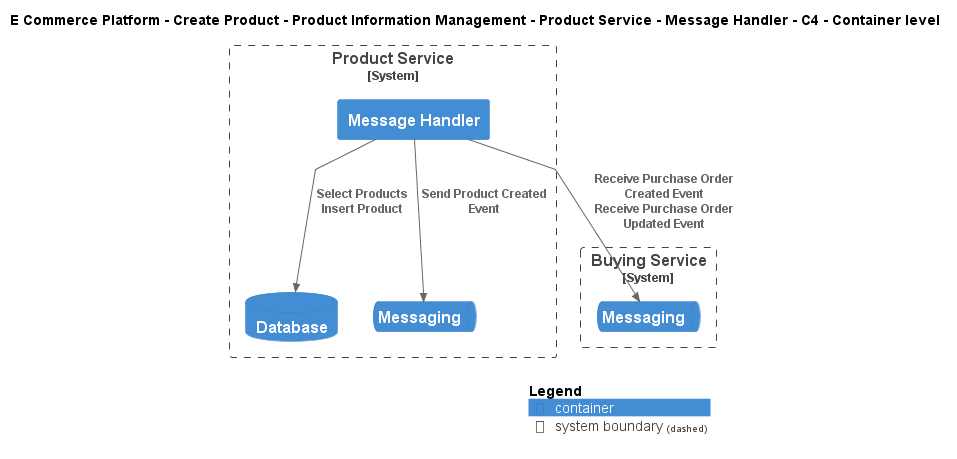 E Commerce Platform - Create Product - Product Information Management - Product Service - Message Handler - C4 - Container level
Product Service
[System]
Message Handler
Select Products
Insert Product
Send Product Created
Event
Receive Purchase Order
Created Event
Receive Purchase Order
Updated Event
Buying Service
[System]
Database
Messaging
Messaging
Legend
container
system boundary (dashed)